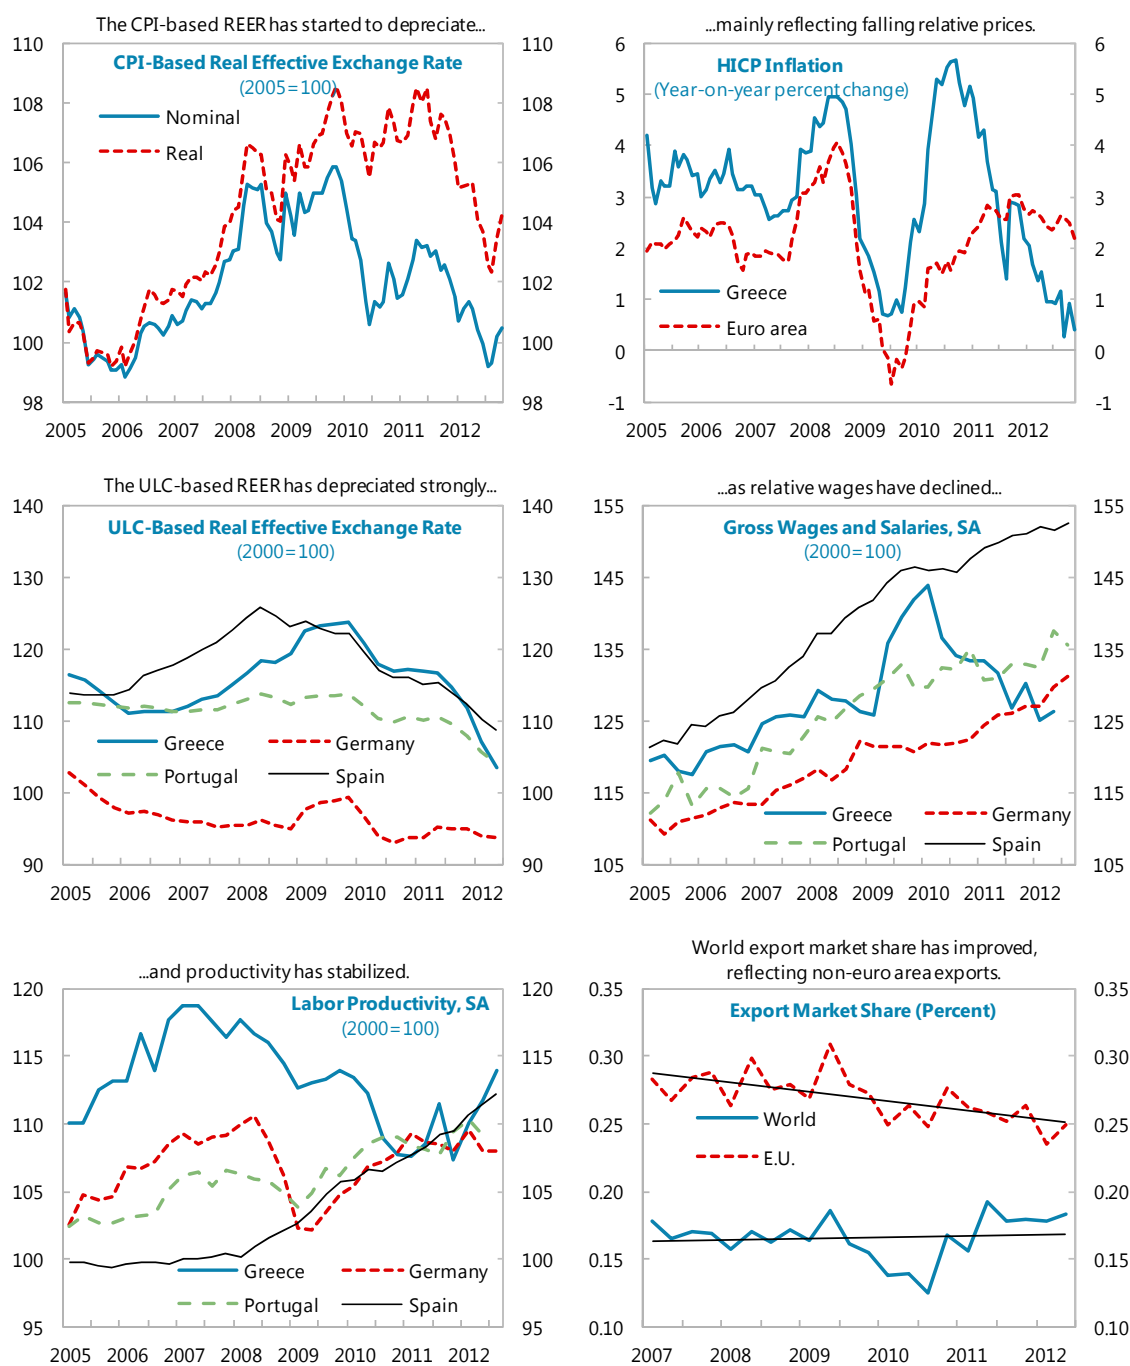 The CPI-based REER has started to depreciate...
CPI-Based Real Effective Exchange Rate
(2005=100)
Nominal
Real
110 108 106 104 102 100 98
110 108 106 104 102 100 98
2005 2006 2007 2008 2009 2010 2011 2012
...mainly reflecting falling relative prices.
HICP Inflation
(Year-on-year percent change)
Greece
Euro area
6 5 4 3 2 1 0 -1
6 5 4 3 2 1 0 -1
2005 2006 2007 2008 2009 2010 2011 2012
The ULC-based REER has depreciated strongly...
ULC-Based Real Effective Exchange Rate
(2000=100)
Greece Germany
Portugal Spain
140 130 120 110 100 90
140 130 120 110 100 90
2005 2006 2007 2008 2009 2010 2011 2012
...as relative wages have declined...
Gross Wages and Salaries, SA
(2000=100)
Greece Germany
Portugal Spain
155 145 135 125 115 105
155 145 135 125 115 105
2005 2006 2007 2008 2009 2010 2011 2012
...and productivity has stabilized.
Labor Productivity, SA
(2000=100)
Greece Germany
Portugal Spain
120 115 110 105 100 95
120 115 110 105 100 95
2005 2006 2007 2008 2009 2010 2011 2012
World export market share has improved,
reflecting non-euro area exports.
Export Market Share (Percent)
World
E.U.
0.35 0.30 0.25 0.20 0.15 0.10
0.35 0.30 0.25 0.20 0.15 0.10
2007 2008 2009 2010 2011 2012